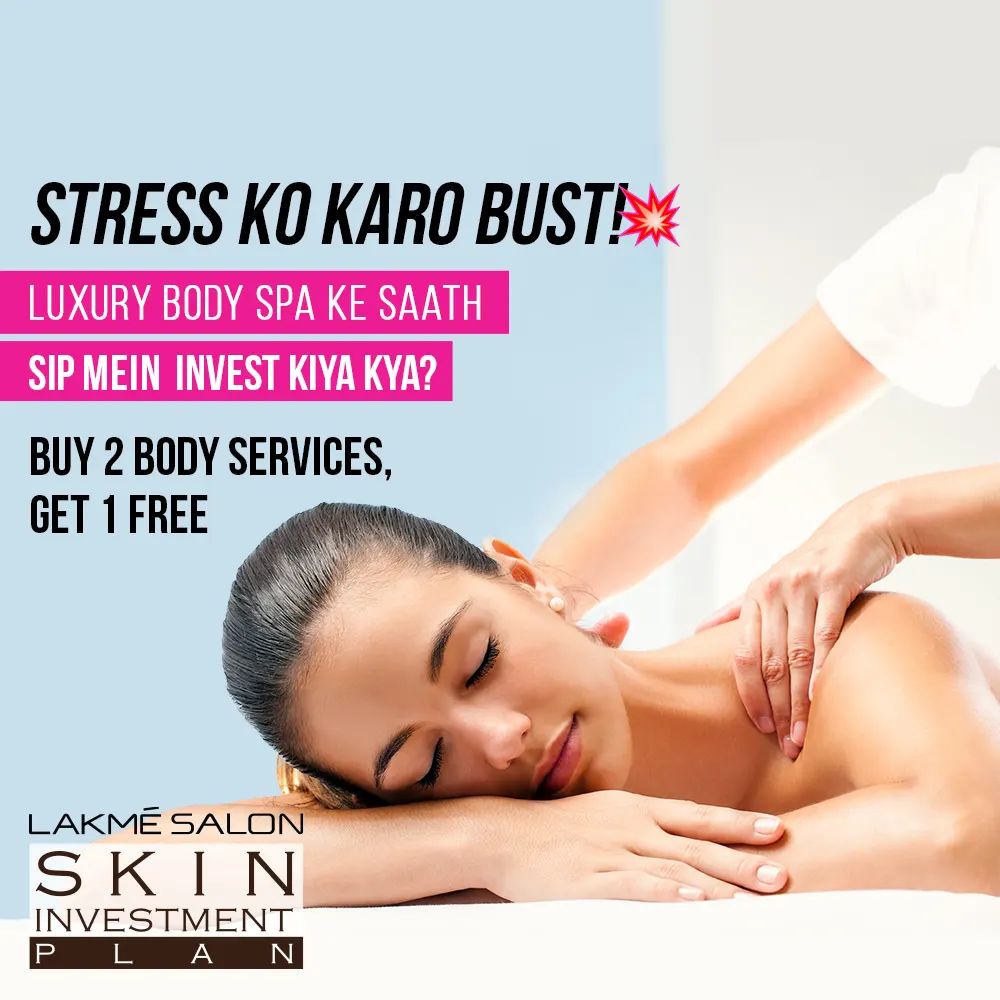 STRESS KO KARO BUST!💥
LUXURY BODY SPA KE SAATH
SIP MEIN INVEST KIYA KYA?
BUY 2 BODY SERVICES,
GET 1 FREE
LAKMÉ SALON
SKIN
INVESTMENT
PLAN